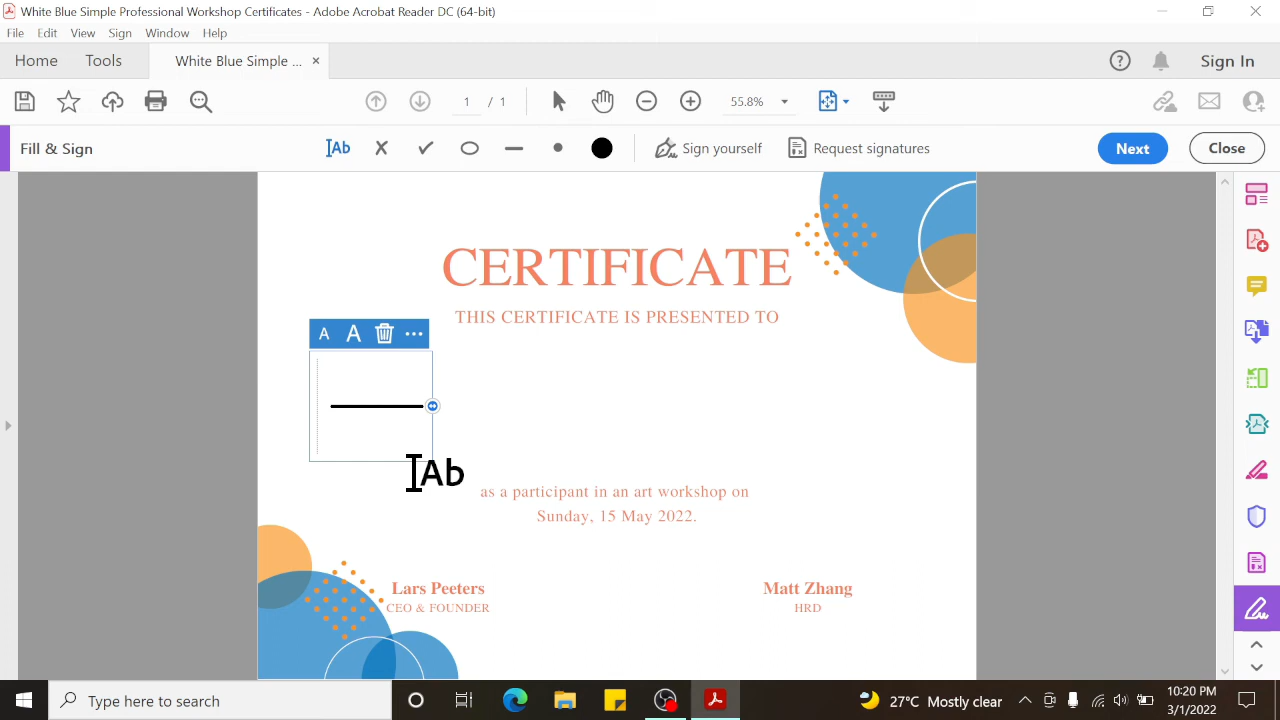 White Blue Simple Professional Workshop Certificates - Adobe Acrobat Reader DC (64-bit)
File Edit View Sign Window Help
Home Tools White Blue Simple ... × Sign In
1 / 1 55.8%
Fill & Sign Ab Sign yourself Request signatures Next Close
CERTIFICATE
THIS CERTIFICATE IS PRESENTED TO
A A
Ab
as a participant in an art workshop on
Sunday, 15 May 2022.
Lars Peeters Matt Zhang
CEO & FOUNDER HRD
Type here to search 27°C Mostly clear 10:20 PM
3/1/2022